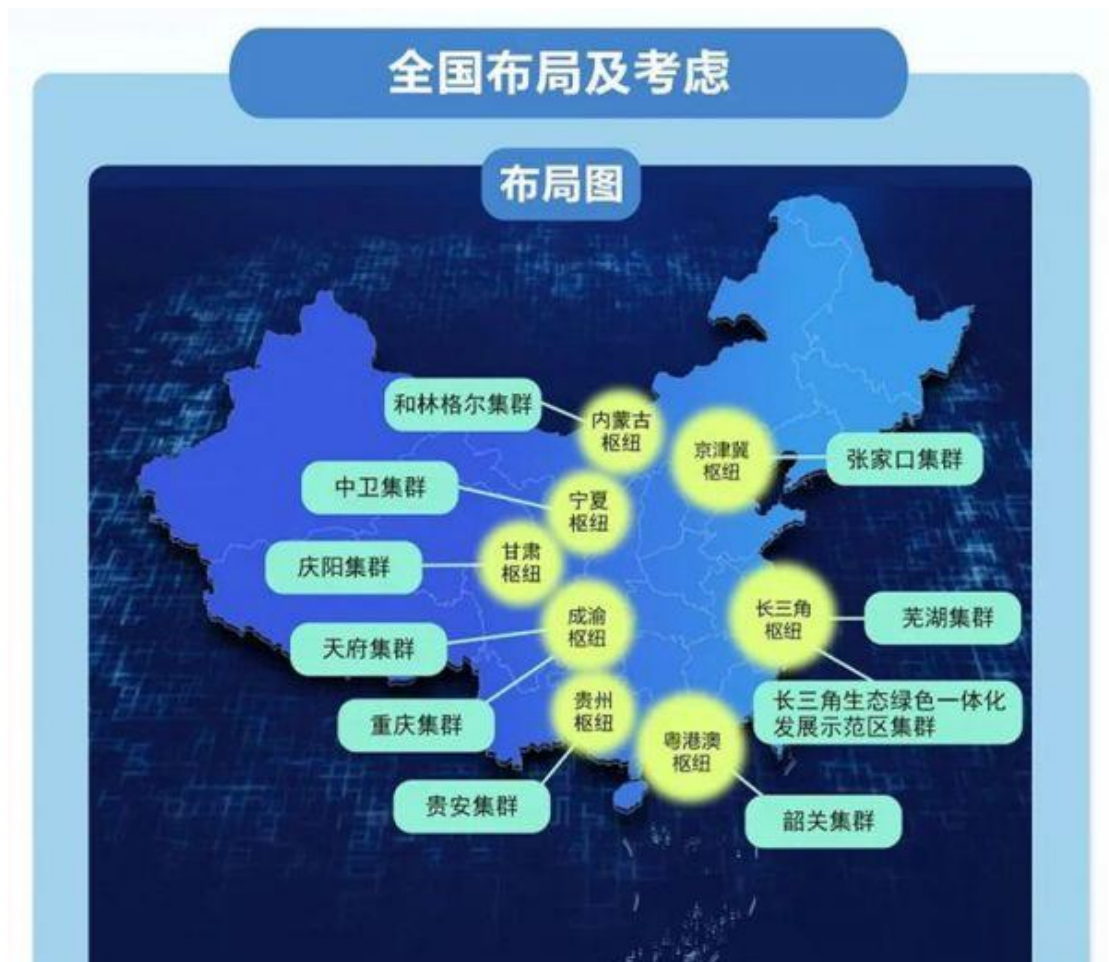 全国布局及考虑
布局图
和林格尔集群
内蒙古
枢纽
京津冀
枢纽
张家口集群
中卫集群
宁夏
枢纽
庆阳集群
甘肃
枢纽
天府集群
成渝
枢纽
长三角
枢纽
芜湖集群
重庆集群
贵州
枢纽
粤港澳
枢纽
长三角生态绿色一体化
发展示范区集群
贵安集群
韶关集群